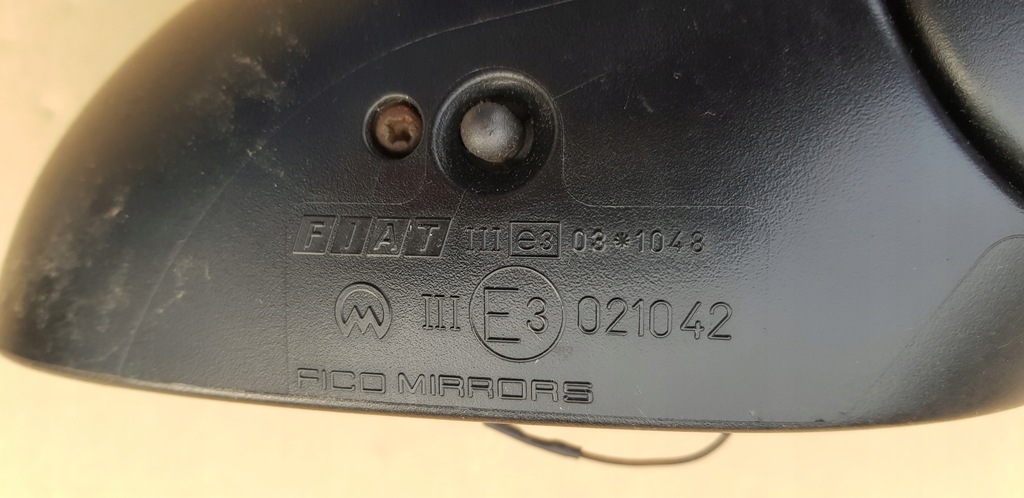 FIAT III e3 03*1048
M III E3 021042
FICO MIRRORS